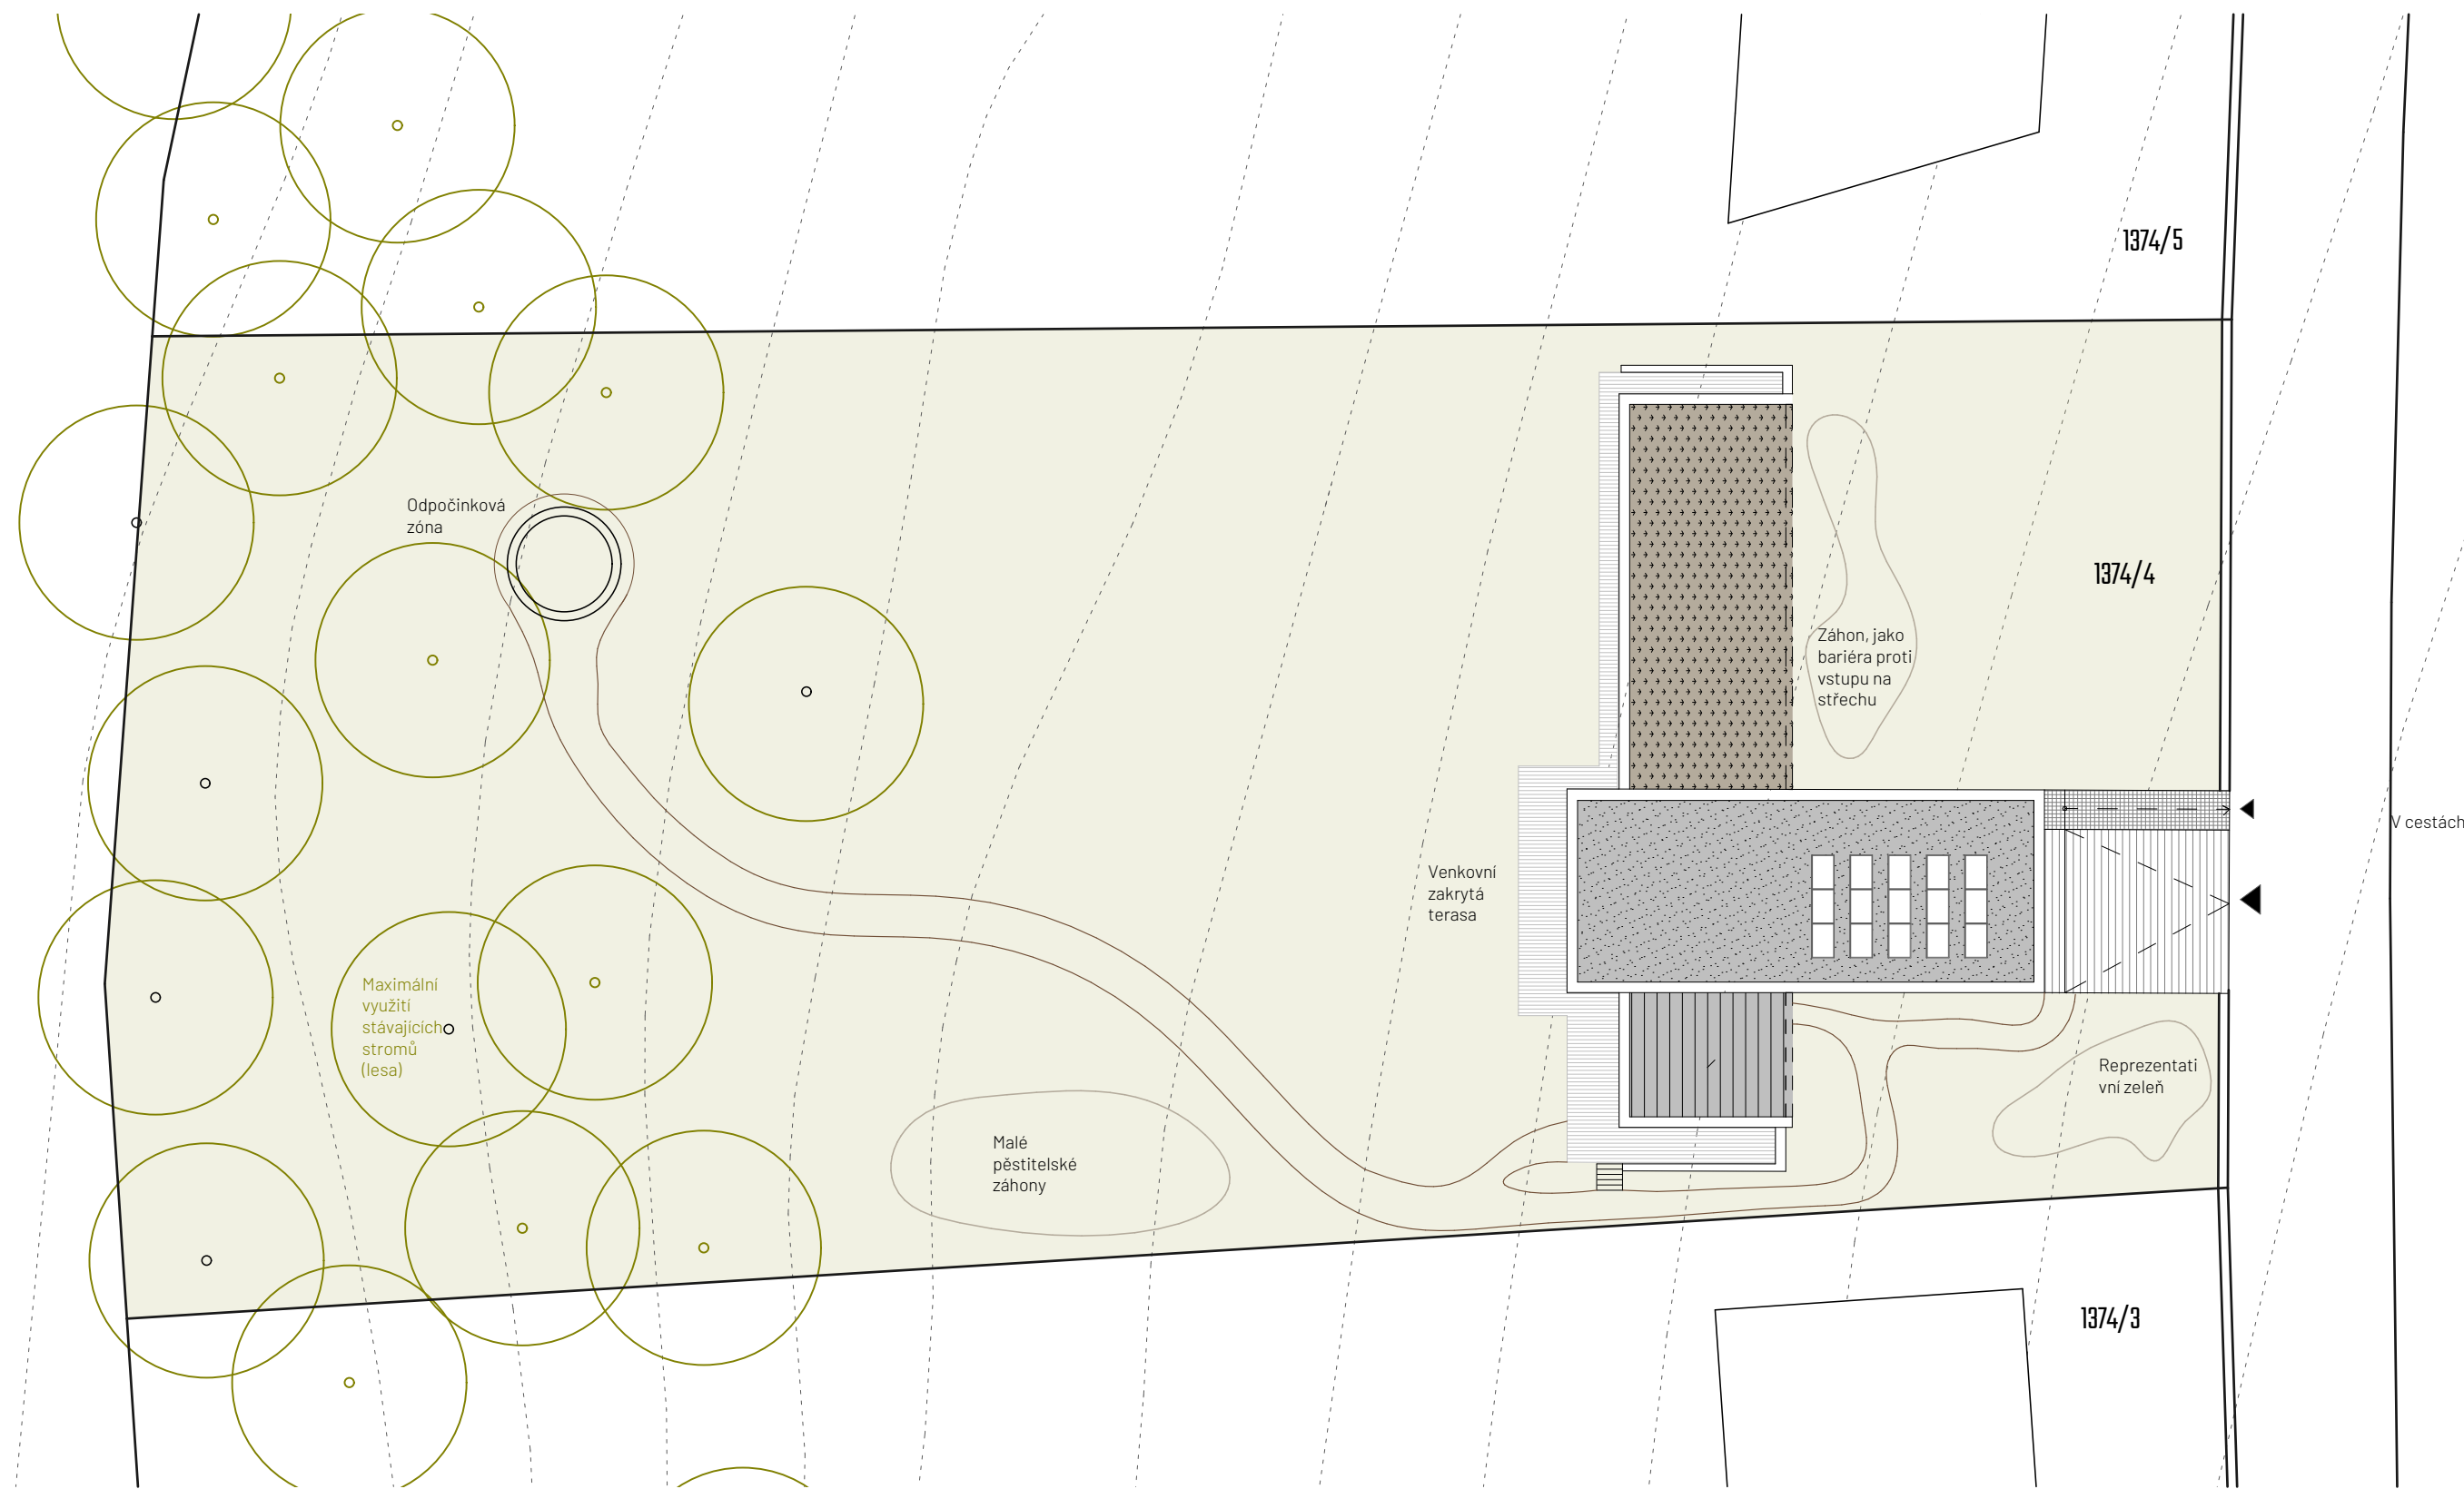 1374/5
Odpočinková
zóna
1374/4
Záhon, jako
bariéra proti
vstupu na
střechu
V cestách
Venkovní
zakrytá
terasa
Maximální
využití
stávajících
stromů
(lesa)
Reprezentati
vní zeleň
Malé
pěstitelské
záhony
1374/3